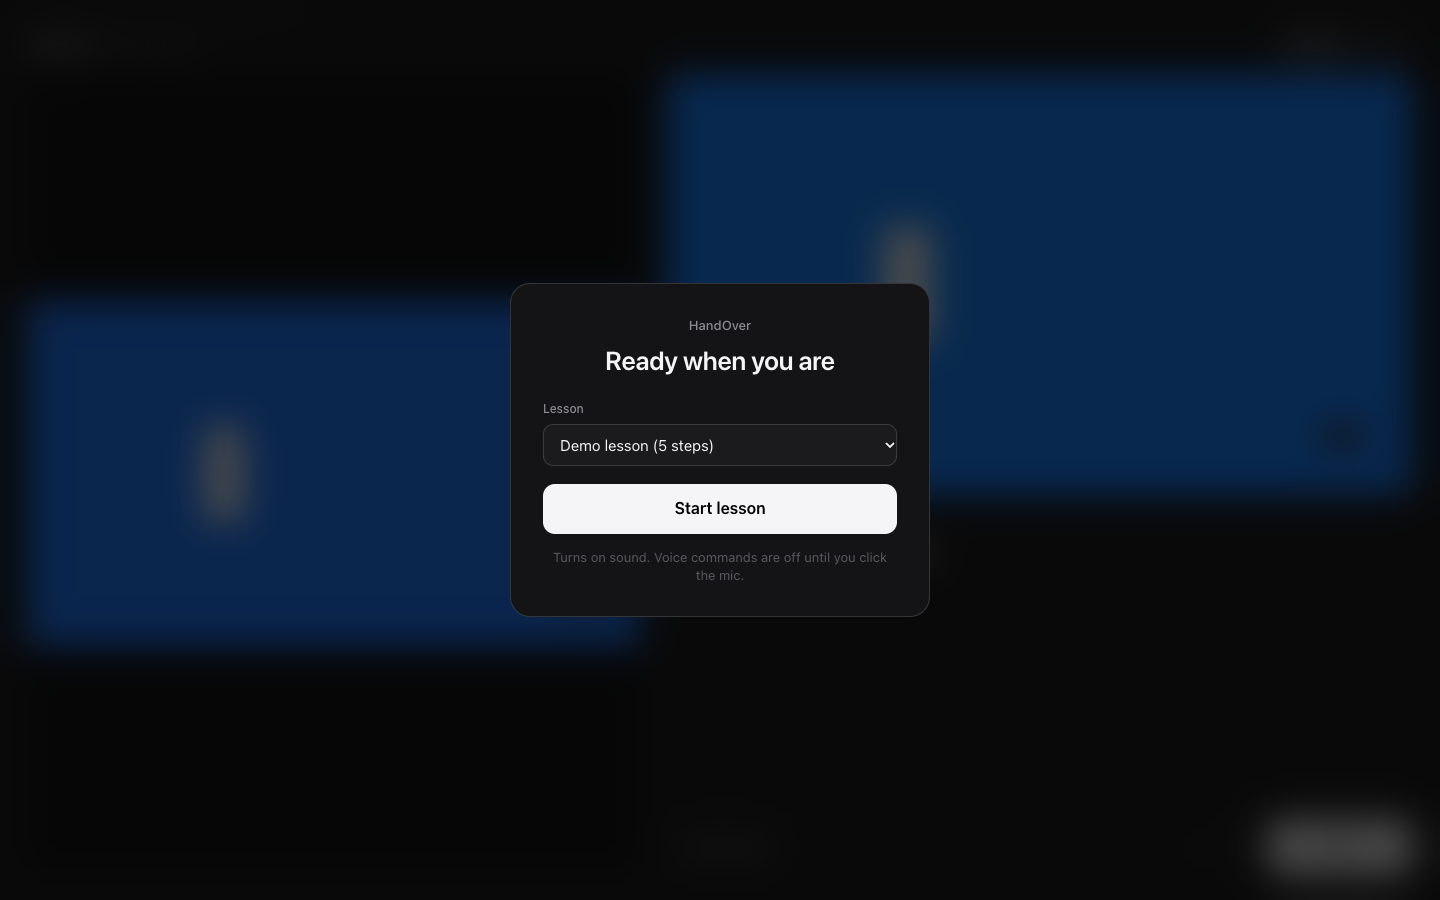 HandOver
Ready when you are
Lesson
Demo lesson (5 steps)
Start lesson
Turns on sound. Voice commands are off until you click
the mic.